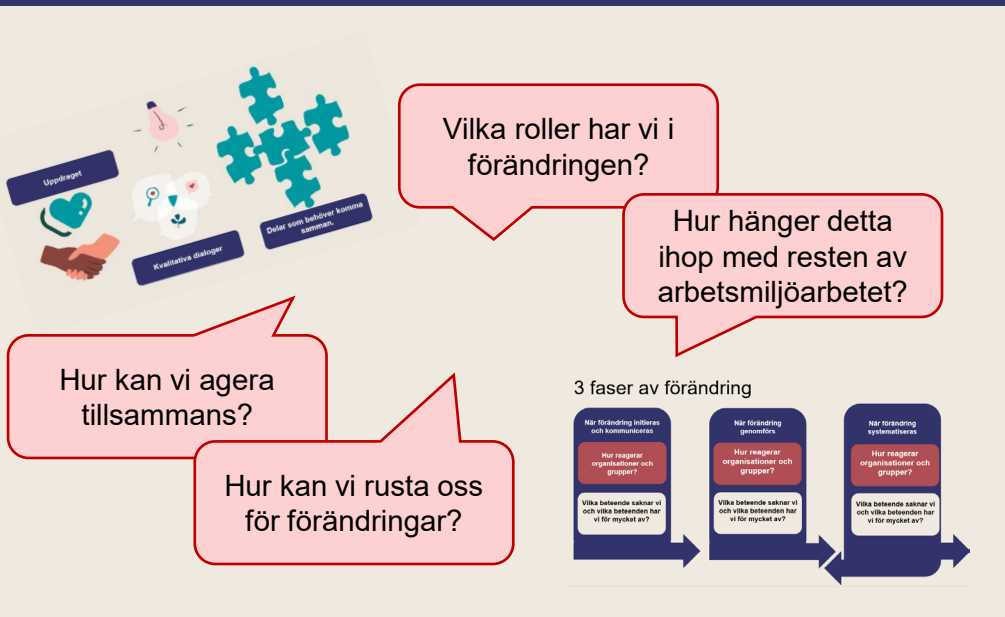 Uppdraget
Kvalitativa dialoger
Delar som behöver komma
samman.
Vilka roller har vi i
förändringen?
Hur hänger detta
ihop med resten av
arbetsmiljöarbetet?
Hur kan vi agera
tillsammans?
Hur kan vi rusta oss
för förändringar?
3 faser av förändring
När förändring initieras
och kommuniceras
Hur reagerar
organisationer och
grupper?
Vilka beteende saknar vi
och vilka beteenden har
vi för mycket av?
När förändring
genomförs
Hur reagerar
organisationer och
grupper?
Vilka beteende saknar vi
och vilka beteenden har
vi för mycket av?
När förändring
systematiseras
Hur reagerar
organisationer och
grupper?
Vilka beteende saknar vi
och vilka beteenden har
vi för mycket av?